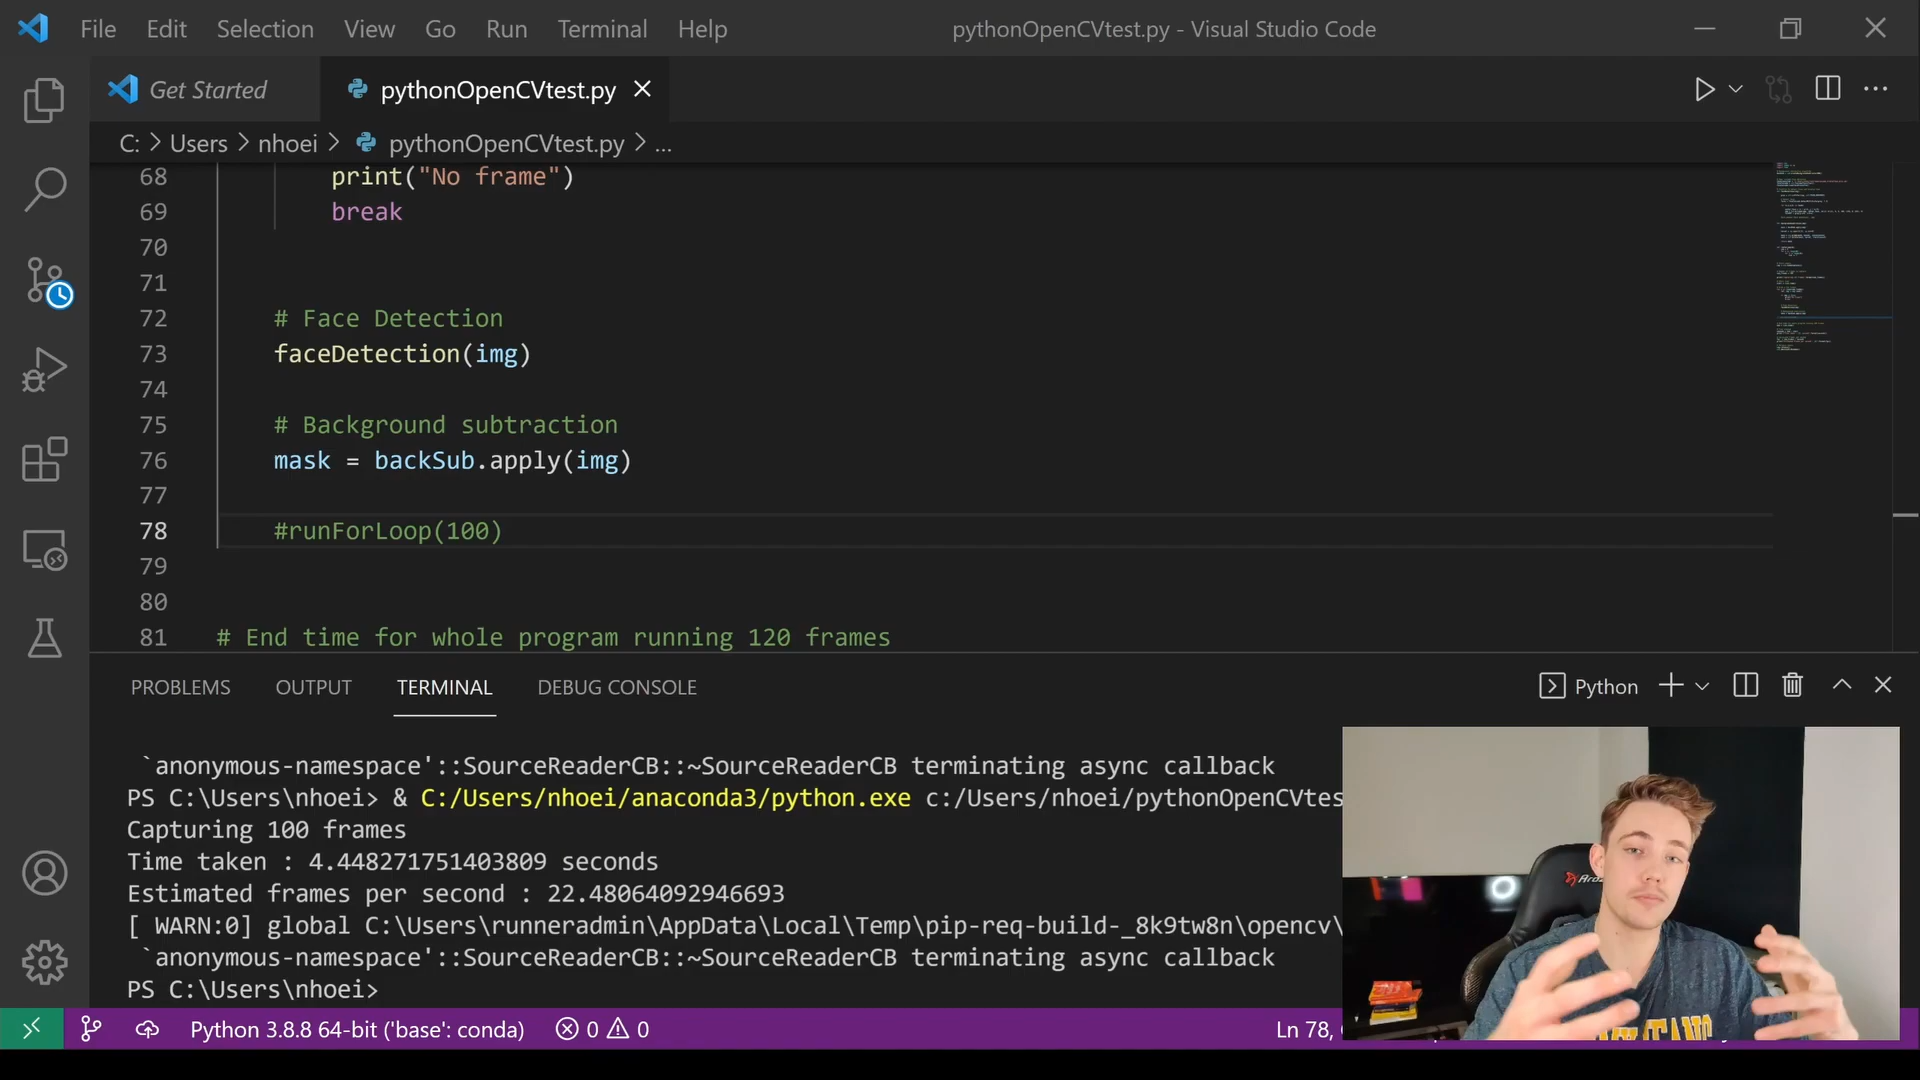 File Edit Selection View Go Run Terminal Help pythonOpenCVtest.py - Visual Studio Code
Get Started pythonOpenCVtest.py
C: > Users > nhoei > pythonOpenCVtest.py > ...
68 print("No frame")
69 break
70
71
72 # Face Detection
73 faceDetection(img)
74
75 # Background subtraction
76 mask = backSub.apply(img)
77
78 #runForLoop(100)
79
80
81 # End time for whole program running 120 frames
PROBLEMS OUTPUT TERMINAL DEBUG CONSOLE Python
`anonymous-namespace'::SourceReaderCB::~SourceReaderCB terminating async callback
PS C:\Users\nhoei> & C:/Users/nhoei/anaconda3/python.exe c:/Users/nhoei/pythonOpenCVtes
Capturing 100 frames
Time taken : 4.448271751403809 seconds
Estimated frames per second : 22.48064092946693
[ WARN:0] global C:\Users\runneradmin\AppData\Local\Temp\pip-req-build-_8k9tw8n\opencv\
`anonymous-namespace'::SourceReaderCB::~SourceReaderCB terminating async callback
PS C:\Users\nhoei>
Python 3.8.8 64-bit ('base': conda) 0 0 Ln 78,